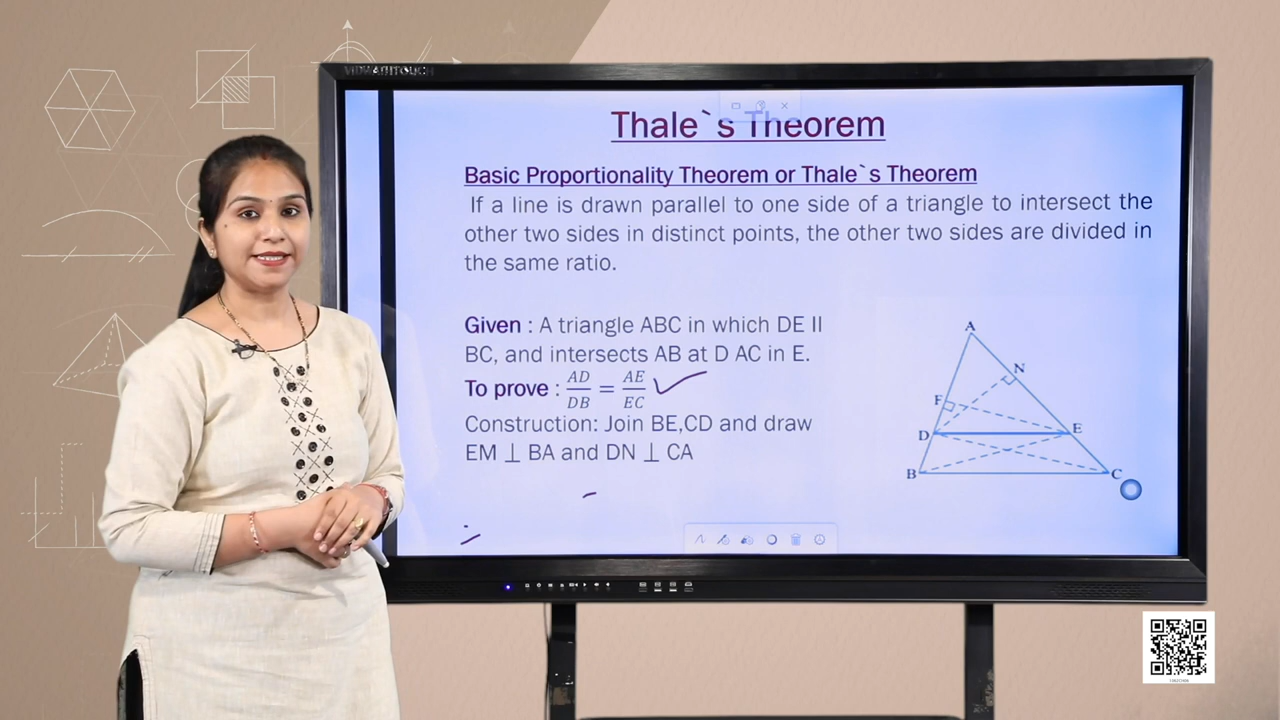 VIDYABITOUCH
Thale`s Theorem
Basic Proportionality Theorem or Thale`s Theorem
If a line is drawn parallel to one side of a triangle to intersect the
other two sides in distinct points, the other two sides are divided in
the same ratio.
Given : A triangle ABC in which DE II
BC, and intersects AB at D AC in E.
To prove : AD/DB = AE/EC
Construction: Join BE,CD and draw
EM ⊥ BA and DN ⊥ CA
A
N
F
D
E
B
C